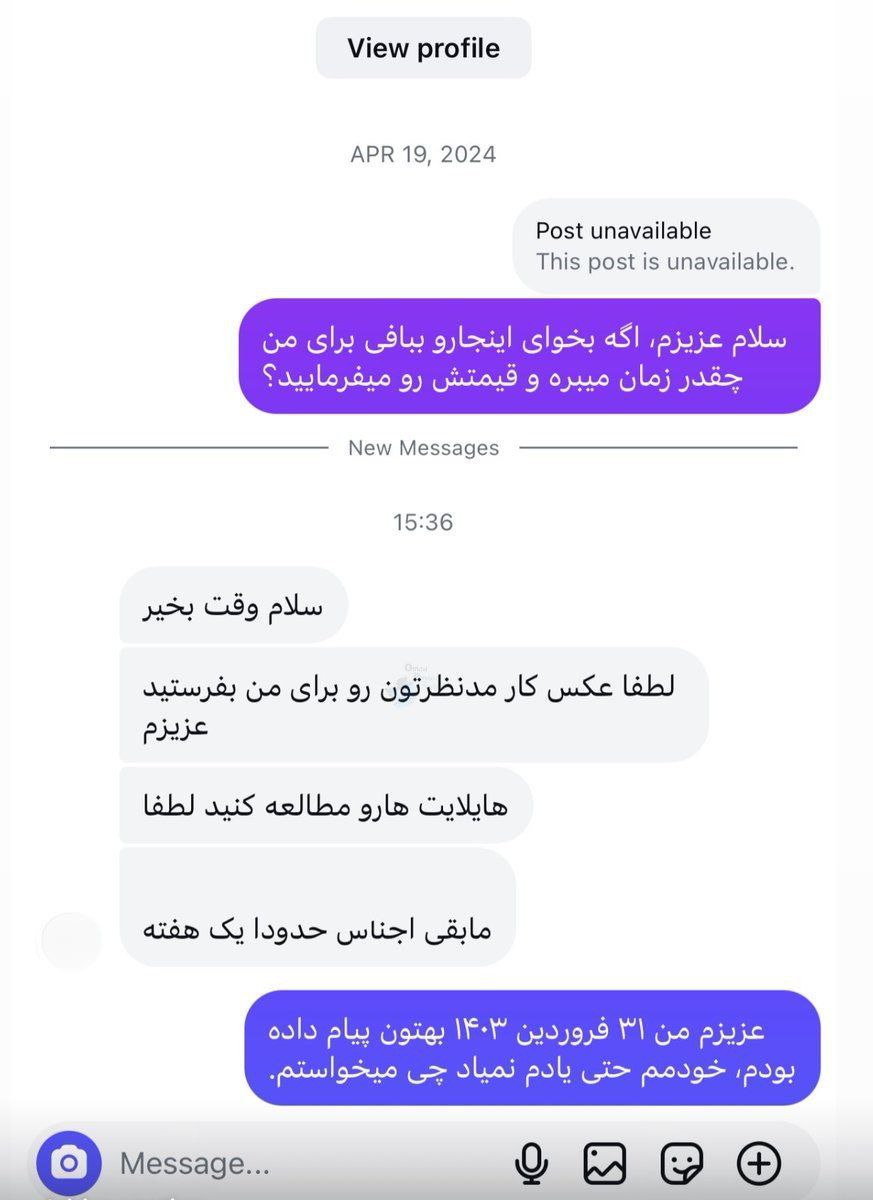 View profile
APR 19, 2024
Post unavailable
This post is unavailable.
سلام عزیزم، اگه بخوای اینجارو ببافی برای من
چقدر زمان میبره و قیمتش رو میفرمایید؟
New Messages
15:36
سلام وقت بخیر
لطفا عکس کار مدنظرتون رو برای من بفرستید
عزیزم
هایلایت هارو مطالعه کنید لطفا
مابقی اجناس حدودا یک هفته
عزیزم من ۳۱ فروردین ۱۴۰۳ بهتون پیام داده
بودم، خودمم حتی یادم نمیاد چی میخواستم.
Message...